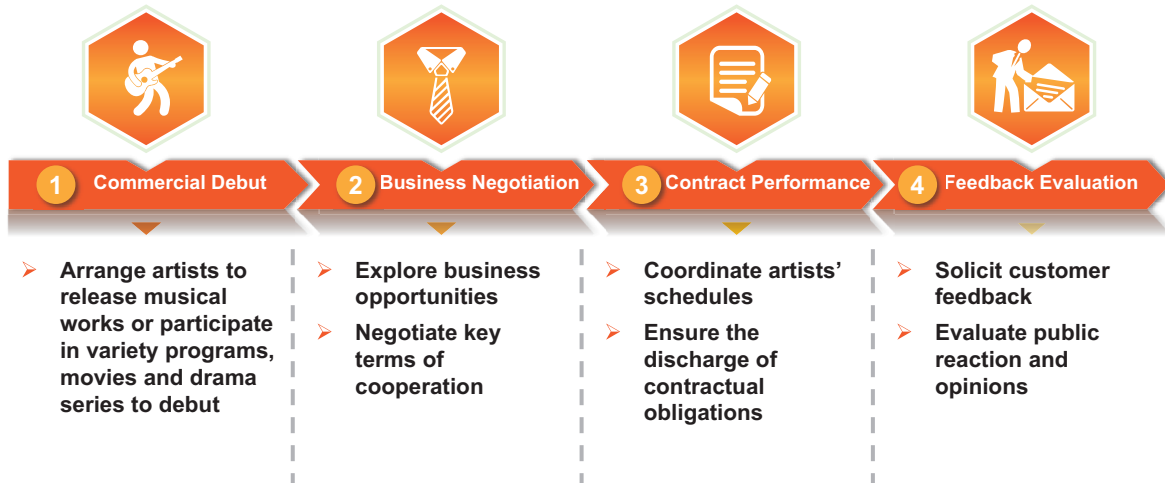 1 Commercial Debut
2 Business Negotiation
3 Contract Performance
4 Feedback Evaluation
➢ Arrange artists to
release musical
works or participate
in variety programs,
movies and drama
series to debut
➢ Explore business
opportunities
➢ Negotiate key
terms of
cooperation
➢ Coordinate artists’
schedules
➢ Ensure the
discharge of
contractual
obligations
➢ Solicit customer
feedback
➢ Evaluate public
reaction and
opinions